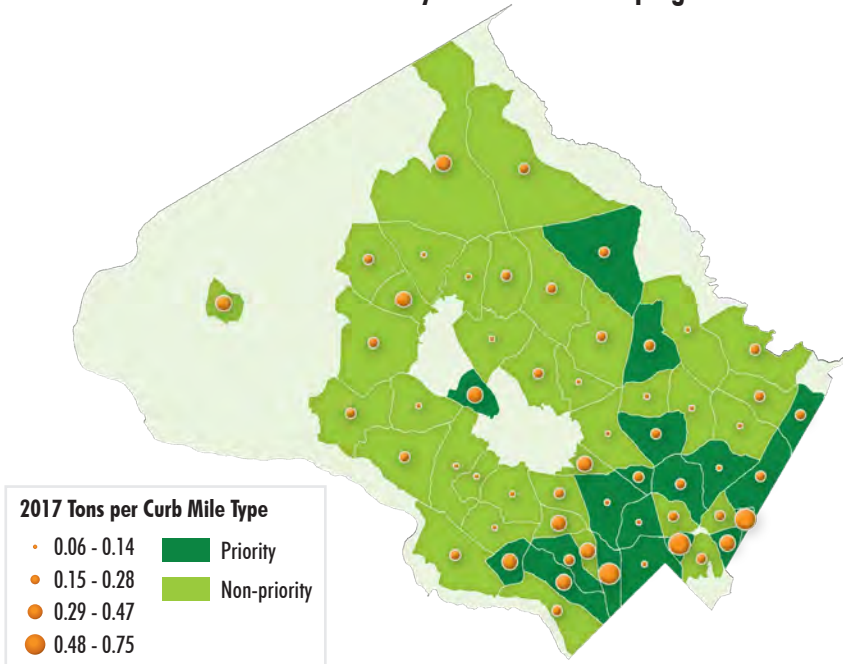 2017 Tons per Curb Mile Type
0.06 - 0.14
Priority
0.15 - 0.28
Non-priority
0.29 - 0.47
0.48 - 0.75